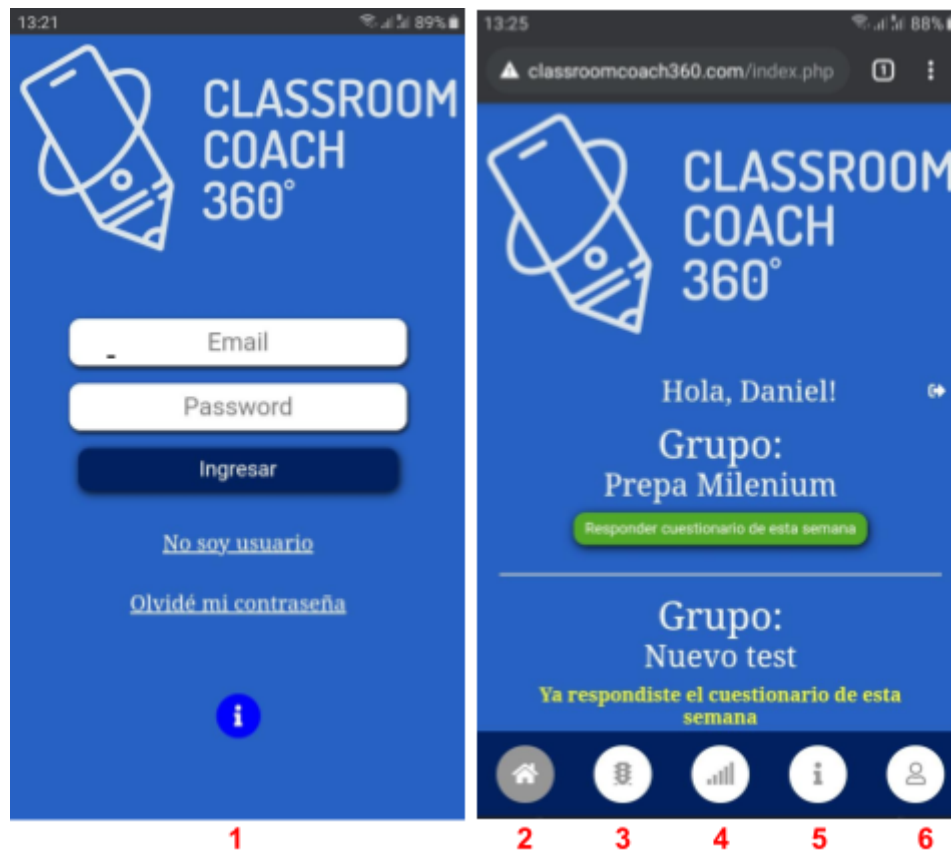 13:21
89%
CLASSROOM
COACH
360°
Email
Password
Ingresar
No soy usuario
Olvidé mi contraseña
i
1
13:25
88%
classroomcoach360.com/index.php
1
CLASSROOM
COACH
360°
Hola, Daniel!
Grupo:
Prepa Milenium
Responder cuestionario de esta semana
Grupo:
Nuevo test
Ya respondiste el cuestionario de esta
semana
i
2 3 4 5 6